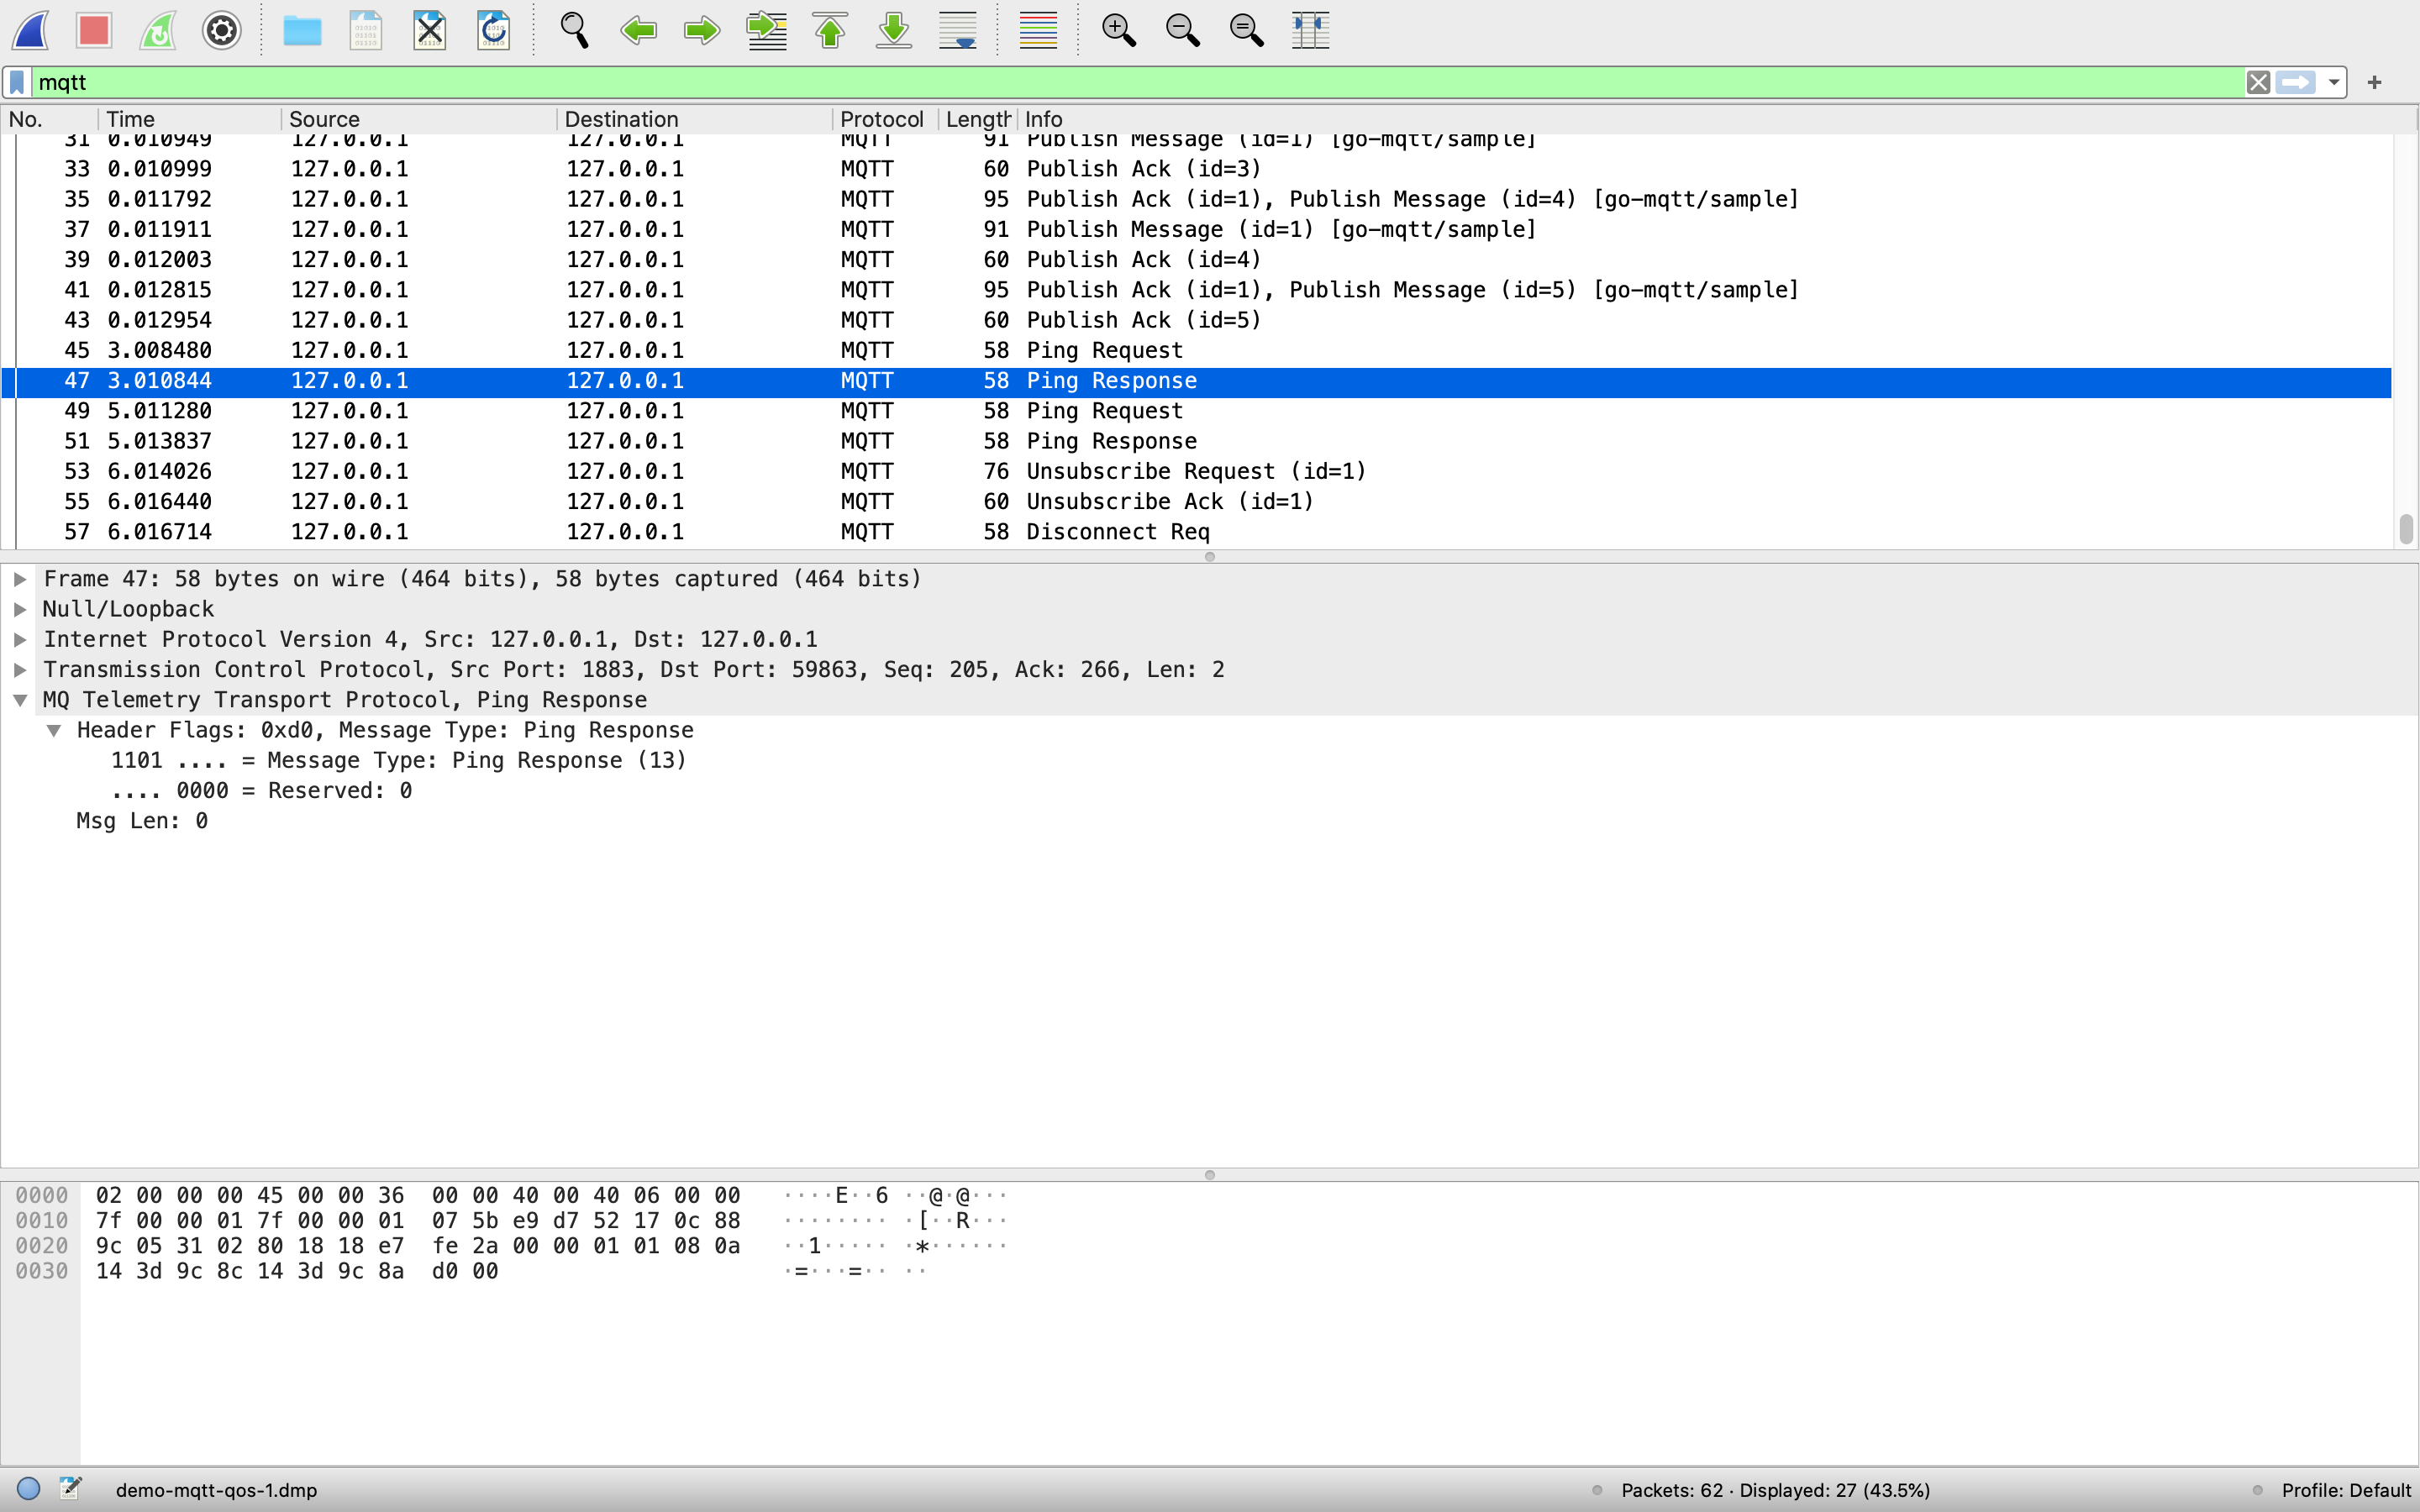 mqtt
No. Time Source Destination Protocol Length Info
31 0.010949 127.0.0.1 127.0.0.1 MQTT 91 Publish Message (id=1) [go-mqtt/sample]
33 0.010999 127.0.0.1 127.0.0.1 MQTT 60 Publish Ack (id=3)
35 0.011792 127.0.0.1 127.0.0.1 MQTT 95 Publish Ack (id=1), Publish Message (id=4) [go-mqtt/sample]
37 0.011911 127.0.0.1 127.0.0.1 MQTT 91 Publish Message (id=1) [go-mqtt/sample]
39 0.012003 127.0.0.1 127.0.0.1 MQTT 60 Publish Ack (id=4)
41 0.012815 127.0.0.1 127.0.0.1 MQTT 95 Publish Ack (id=1), Publish Message (id=5) [go-mqtt/sample]
43 0.012954 127.0.0.1 127.0.0.1 MQTT 60 Publish Ack (id=5)
45 3.008480 127.0.0.1 127.0.0.1 MQTT 58 Ping Request
47 3.010844 127.0.0.1 127.0.0.1 MQTT 58 Ping Response
49 5.011280 127.0.0.1 127.0.0.1 MQTT 58 Ping Request
51 5.013837 127.0.0.1 127.0.0.1 MQTT 58 Ping Response
53 6.014026 127.0.0.1 127.0.0.1 MQTT 76 Unsubscribe Request (id=1)
55 6.016440 127.0.0.1 127.0.0.1 MQTT 60 Unsubscribe Ack (id=1)
57 6.016714 127.0.0.1 127.0.0.1 MQTT 58 Disconnect Req
Frame 47: 58 bytes on wire (464 bits), 58 bytes captured (464 bits)
Null/Loopback
Internet Protocol Version 4, Src: 127.0.0.1, Dst: 127.0.0.1
Transmission Control Protocol, Src Port: 1883, Dst Port: 59863, Seq: 205, Ack: 266, Len: 2
MQ Telemetry Transport Protocol, Ping Response
Header Flags: 0xd0, Message Type: Ping Response
1101 .... = Message Type: Ping Response (13)
.... 0000 = Reserved: 0
Msg Len: 0
0000 02 00 00 00 45 00 00 36 00 00 40 00 40 06 00 00 ····E··6 ··@·@···
0010 7f 00 00 01 7f 00 00 01 07 5b e9 d7 52 17 0c 88 ········ ·[··R···
0020 9c 05 31 02 80 18 18 e7 fe 2a 00 00 01 01 08 0a ··1····· ·*······
0030 14 3d 9c 8c 14 3d 9c 8a d0 00 ·=···=·· ··
demo-mqtt-qos-1.dmp Packets: 62 · Displayed: 27 (43.5%) Profile: Default